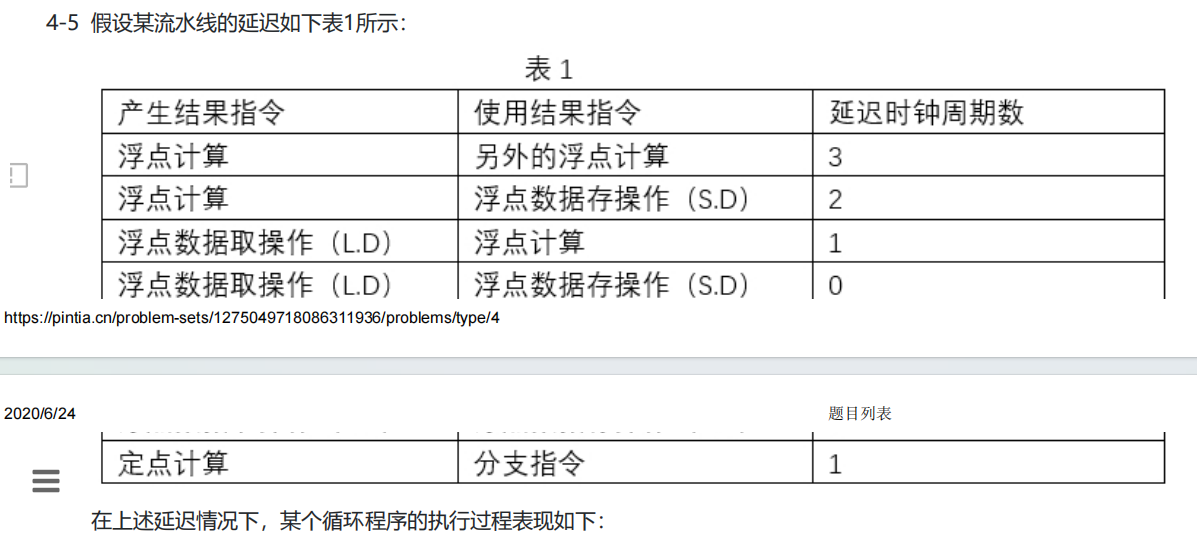 4-5 假设某流水线的延迟如下表1所示：
表 1
产生结果指令 使用结果指令 延迟时钟周期数
浮点计算 另外的浮点计算 3
浮点计算 浮点数据存操作（S.D） 2
浮点数据取操作（L.D） 浮点计算 1
浮点数据取操作（L.D） 浮点数据存操作（S.D） 0
https://pintia.cn/problem-sets/1275049718086311936/problems/type/4
2020/6/24 题目列表
定点计算 分支指令 1
在上述延迟情况下，某个循环程序的执行过程表现如下：